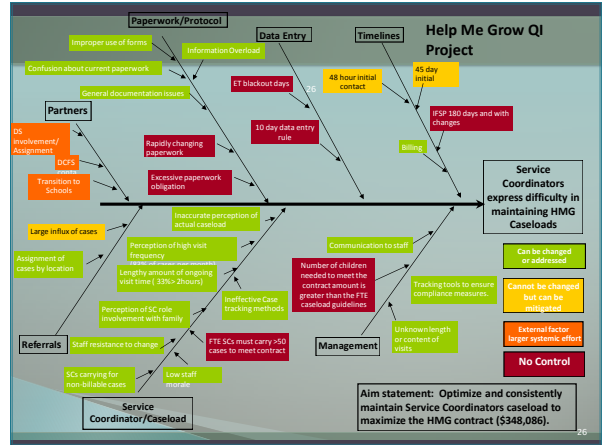 Help Me Grow QI
Project
Paperwork/Protocol
Data Entry
Timelines
Improper use of forms
Information Overload
Confusion about current paperwork
General documentation issues
ET blackout days
26
48 hour initial
contact
45 day
initial
Partners
IFSP 180 days and with
changes
DS
involvement/
Assignment
DCFS
Transition to
Schools
Rapidly changing
paperwork
10 day data entry
rule
Billing
Excessive paperwork
obligation
Service
Coordinators
express difficulty in
maintaining HMG
Caseloads
Large influx of cases
Inaccurate perception of
actual caseload
Assignment of
cases by location
Perception of high visit
frequency
(83% of cases per month)
Lengthy amount of ongoing
visit time ( 33%> 2hours)
Communication to staff
Number of children
needed to meet the
contract amount is
greater than the FTE
caseload guidelines
Tracking tools to ensure
compliance measures.
Can be changed
or addressed
Cannot be changed
but can be
mitigated
Ineffective Case
tracking methods
Perception of SC role
involvement with family
External factor
larger systemic effort
Unknown length
or content of
visits
Referrals
Staff resistance to change
FTE SCs must carry >50
cases to meet contract
Management
No Control
SCs carrying for
non-billable cases
Low staff
morale
Service
Coordinator/Caseload
Aim statement: Optimize and consistently
maintain Service Coordinators caseload to
maximize the HMG contract ($348,086).
26